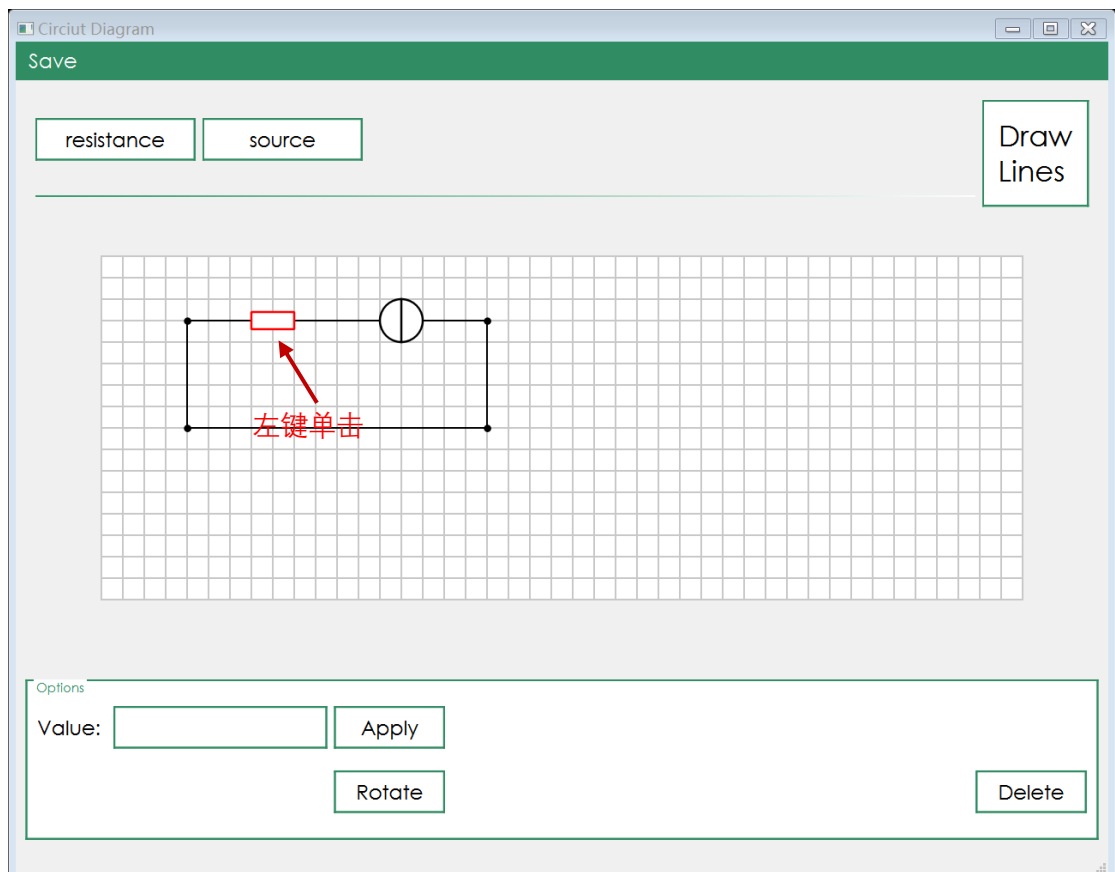 Circiut Diagram
Save
resistance
source
Draw
Lines
左键单击
Options
Value:
Apply
Rotate
Delete